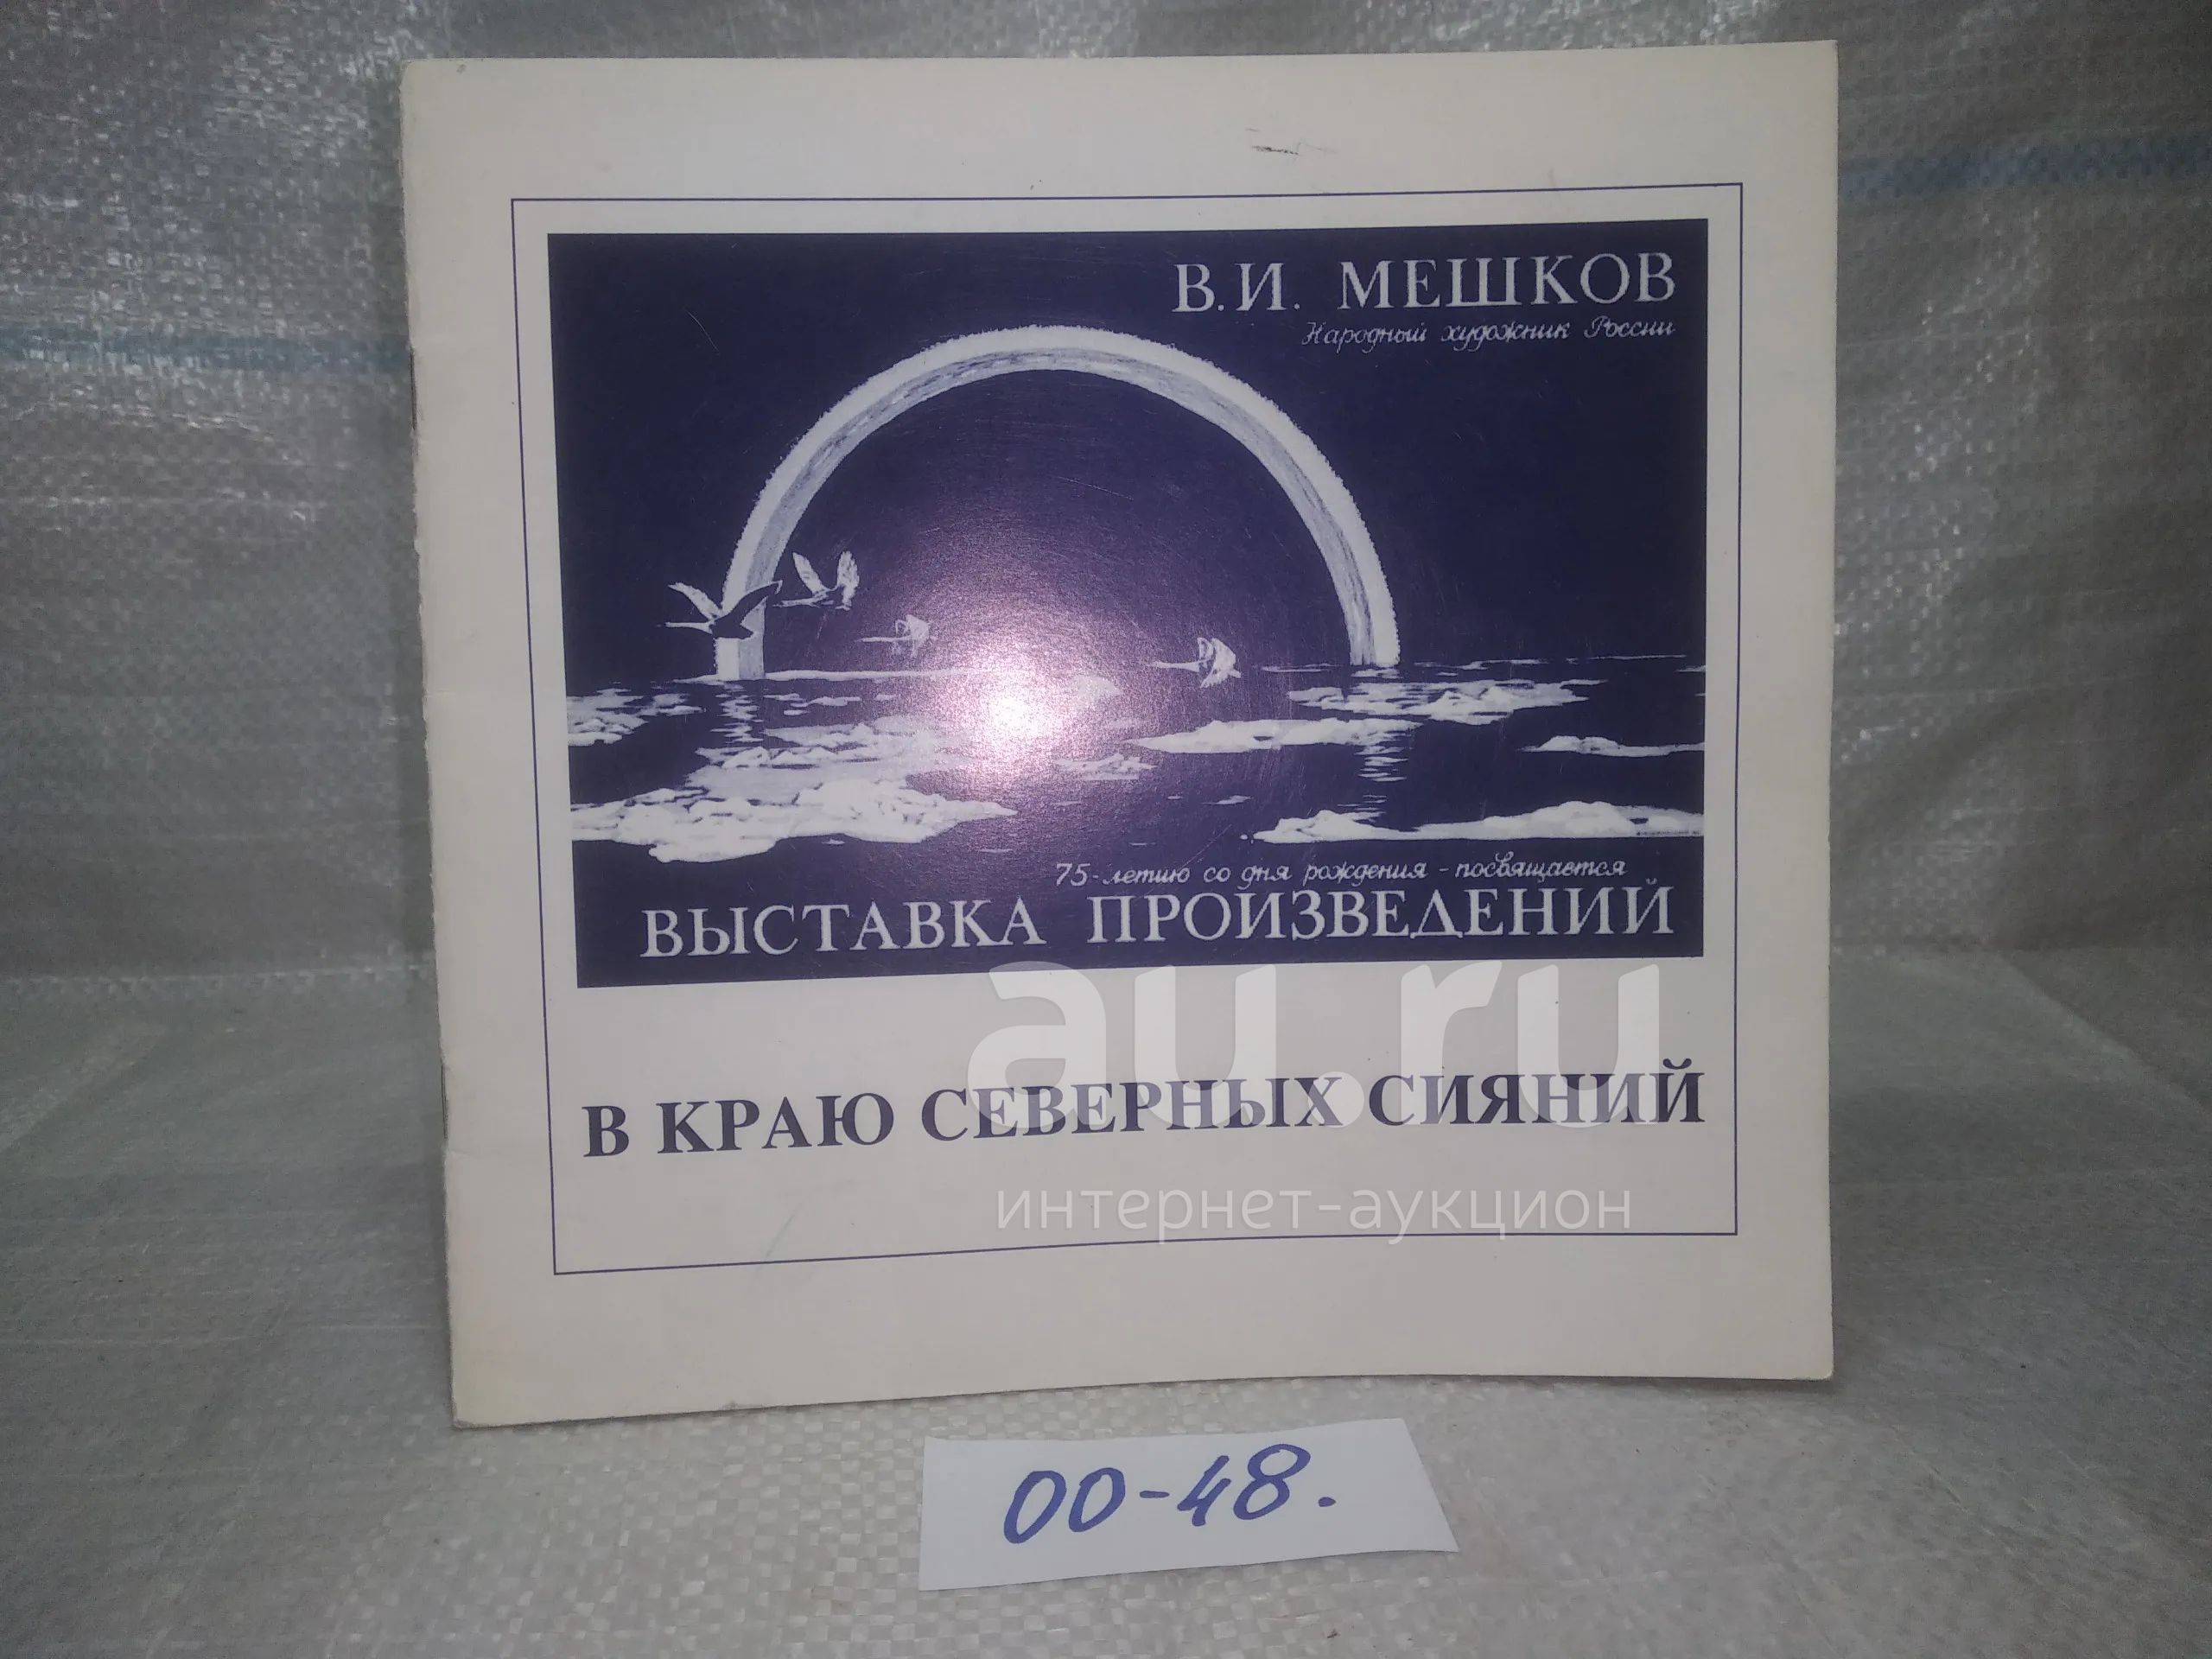 В.И. МЕШКОВ
Народный художник России
75-летию со дня рождения - посвящается
ВЫСТАВКА ПРОИЗВЕДЕНИЙ
au.ru
В КРАЮ СЕВЕРНЫХ СИЯНИЙ
интернет-аукцион
00-48.